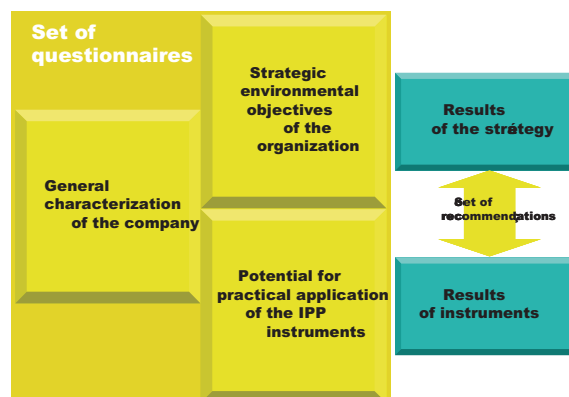 Set of
questionnaires
Strategic
environmental
objectives
of the
organization
General
characterization
of the company
Potential for
practical application
of the IPP
instruments
Results
of the stratégy
Set of
recommendations
Results
of instruments